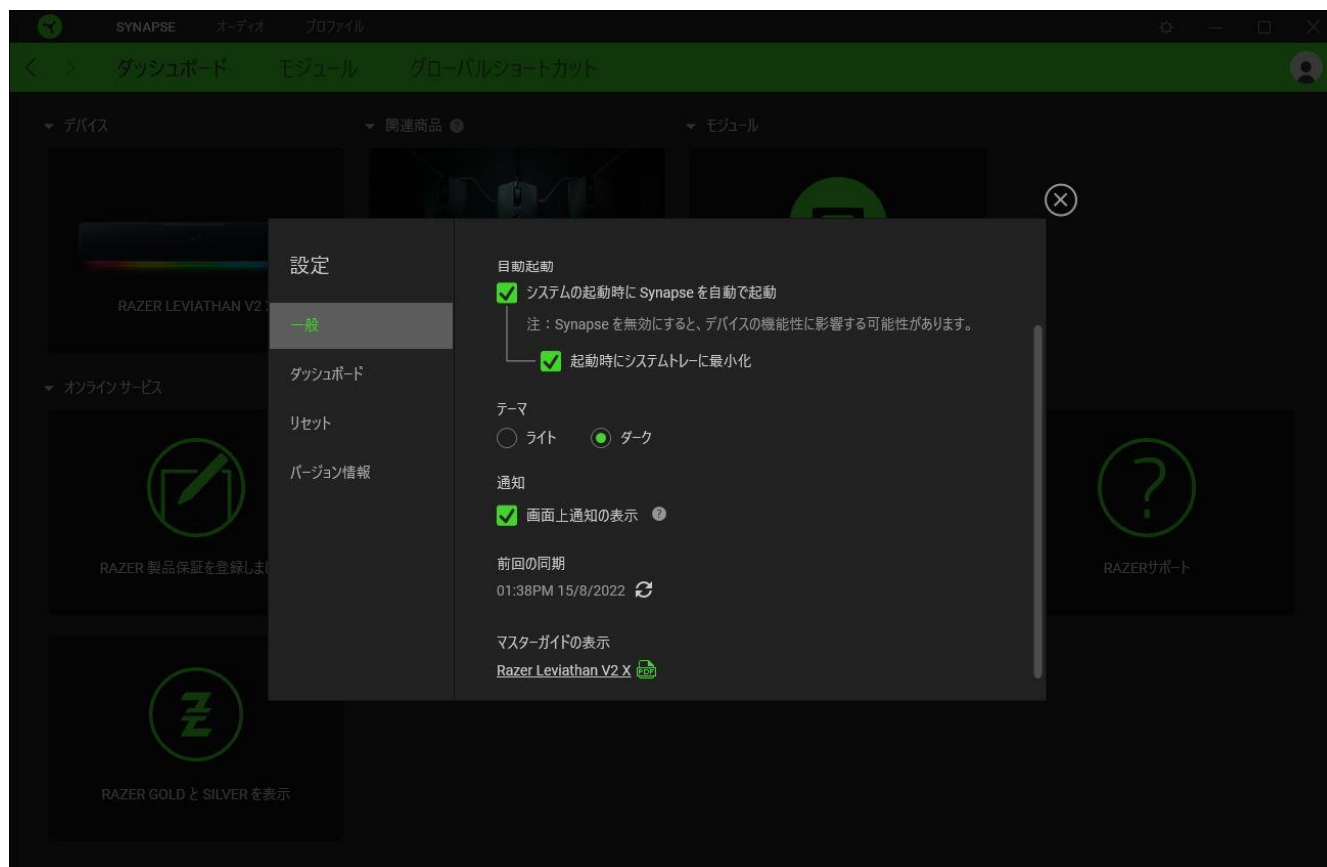 SYNAPSE オーディオ プロファイル
ダッシュボード モジュール グローバルショートカット
デバイス 関連商品 ? モジュール
RAZER LEVIATHAN V2
オンライン サービス
RAZER 製品保証を登録しま
RAZER GOLD と SILVER を表示
設定
一般
ダッシュボード
リセット
バージョン情報
自動起動
システムの起動時に Synapse を自動で起動
注：Synapse を無効にすると、デバイスの機能性に影響する可能性があります。
起動時にシステムトレーに最小化
テーマ
ライト ダーク
通知
画面上通知の表示 ?
前回の同期
01:38PM 15/8/2022
マスターガイドの表示
Razer Leviathan V2 X PDF
?
RAZERサポート